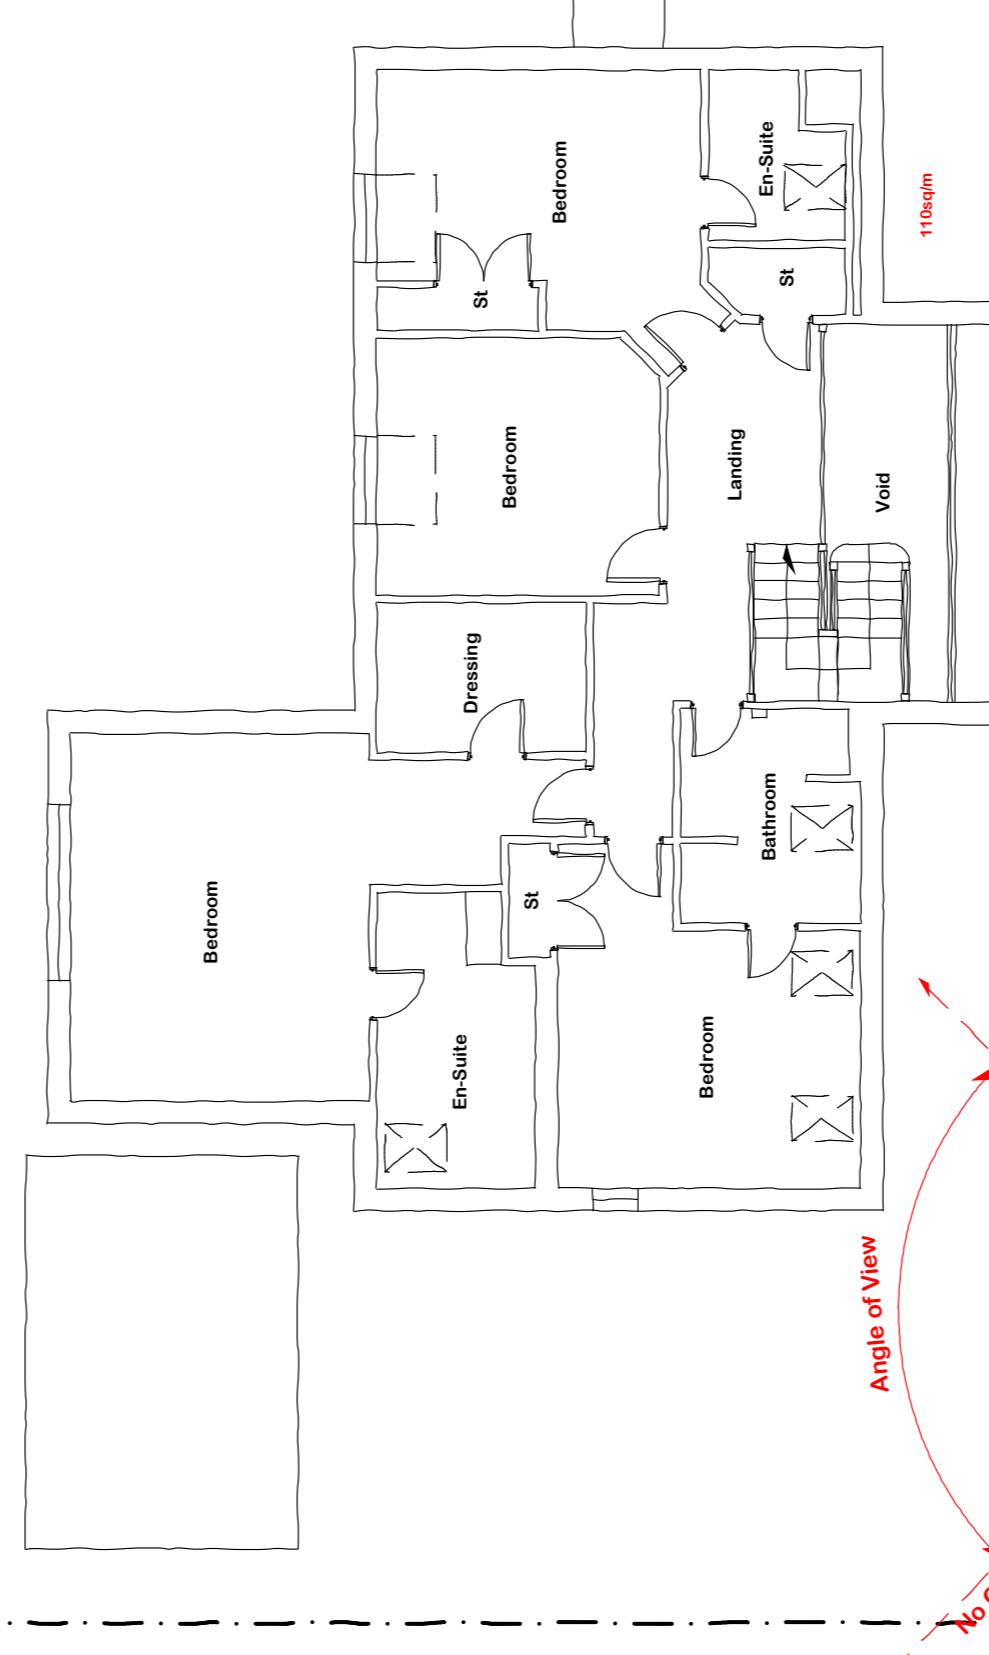 Bedroom
En-Suite
110sq/m
St
St
Bedroom
Landing
Void
Dressing
Bathroom
Bedroom
St
En-Suite
Bedroom
Angle of View
No